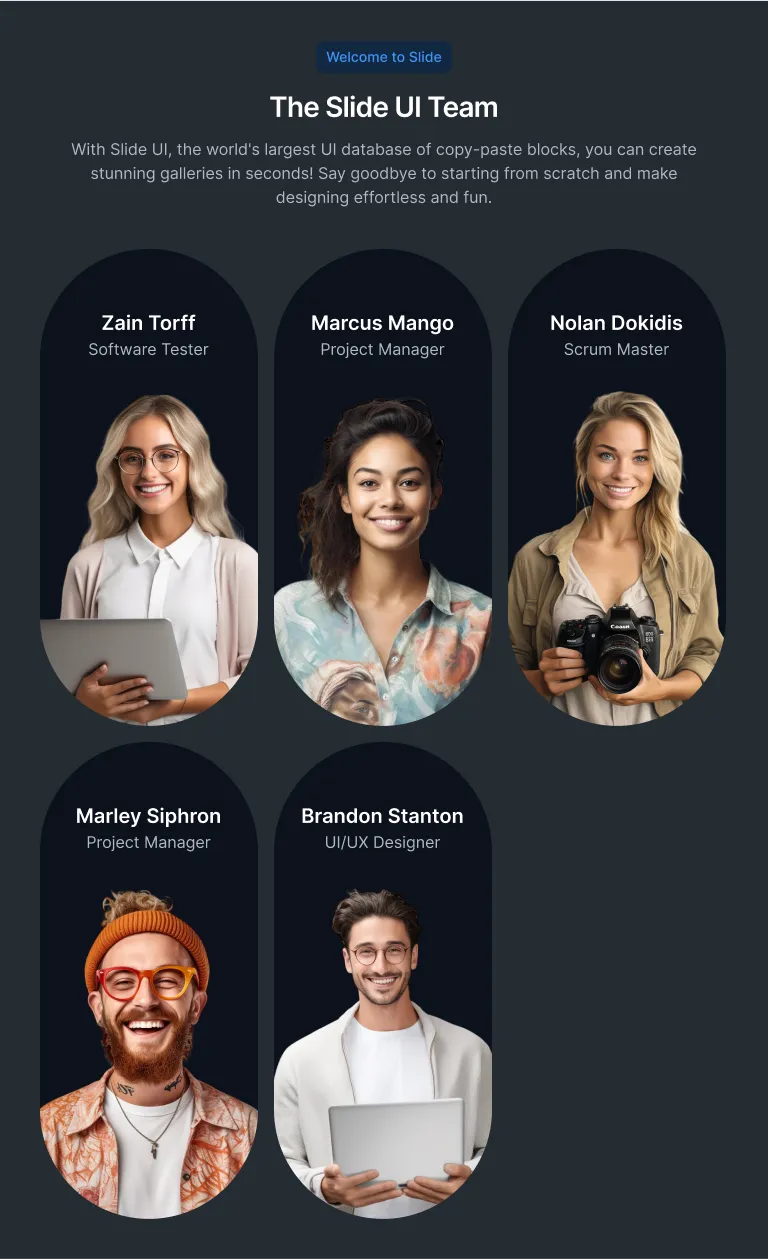 Welcome to Slide
The Slide UI Team
With Slide UI, the world's largest UI database of copy-paste blocks, you can create
stunning galleries in seconds! Say goodbye to starting from scratch and make
designing effortless and fun.
Zain Torff
Software Tester
Marcus Mango
Project Manager
Nolan Dokidis
Scrum Master
Canon
Marley Siphron
Project Manager
Brandon Stanton
UI/UX Designer